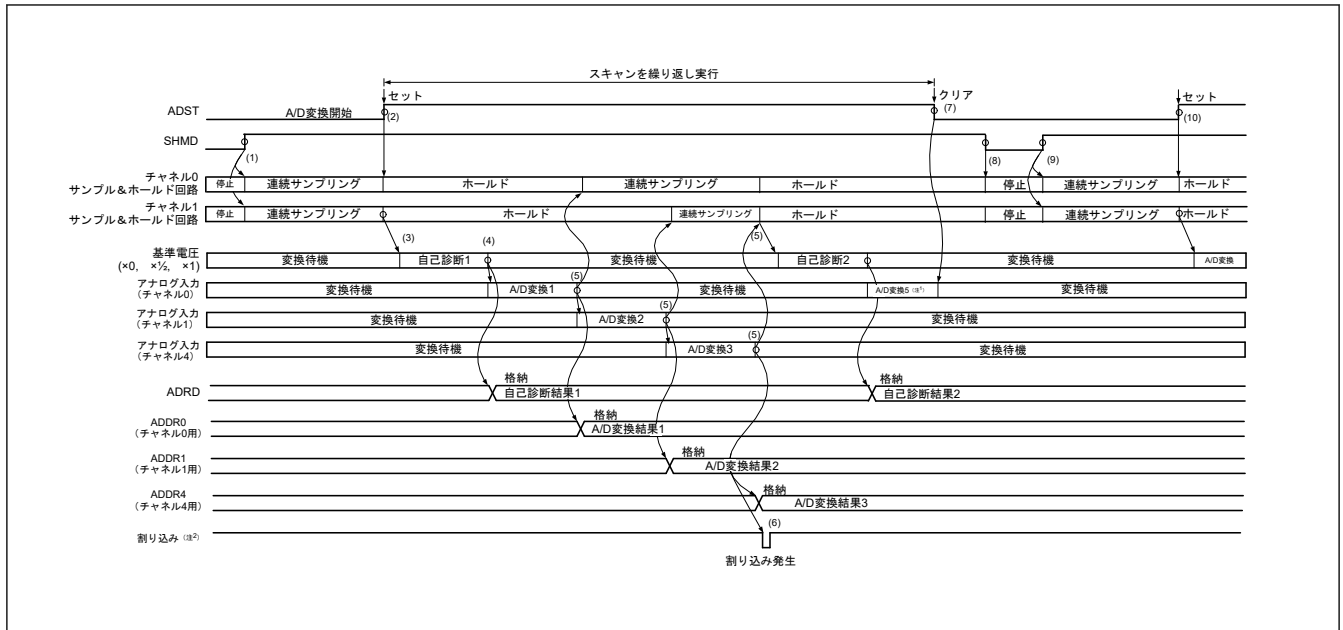 スキャンを繰り返し実行
セット
クリア
セット
ADST
A/D変換開始
(2)
(7)
(10)
SHMD
(1)
(8)
(9)
チャネル0
サンプル&ホールド回路
停止
連続サンプリング
ホールド
連続サンプリング
ホールド
停止
連続サンプリング
ホールド
チャネル1
サンプル&ホールド回路
停止
連続サンプリング
ホールド
連続サンプリング
ホールド
停止
連続サンプリング
ホールド
(3)
(4)
(5)
基準電圧
(×0, ×½, ×1)
変換待機
自己診断1
変換待機
自己診断2
変換待機
A/D変換
アナログ入力
(チャネル0)
変換待機
A/D変換1
(5)
変換待機
A/D変換5 (注1)
変換待機
アナログ入力
(チャネル1)
変換待機
A/D変換2
(5)
変換待機
アナログ入力
(チャネル4)
変換待機
A/D変換3
(5)
変換待機
ADRD
格納
自己診断結果1
格納
自己診断結果2
ADDR0
(チャネル0用)
格納
A/D変換結果1
ADDR1
(チャネル1用)
格納
A/D変換結果2
ADDR4
(チャネル4用)
格納
A/D変換結果3
割り込み (注2)
(6)
割り込み発生